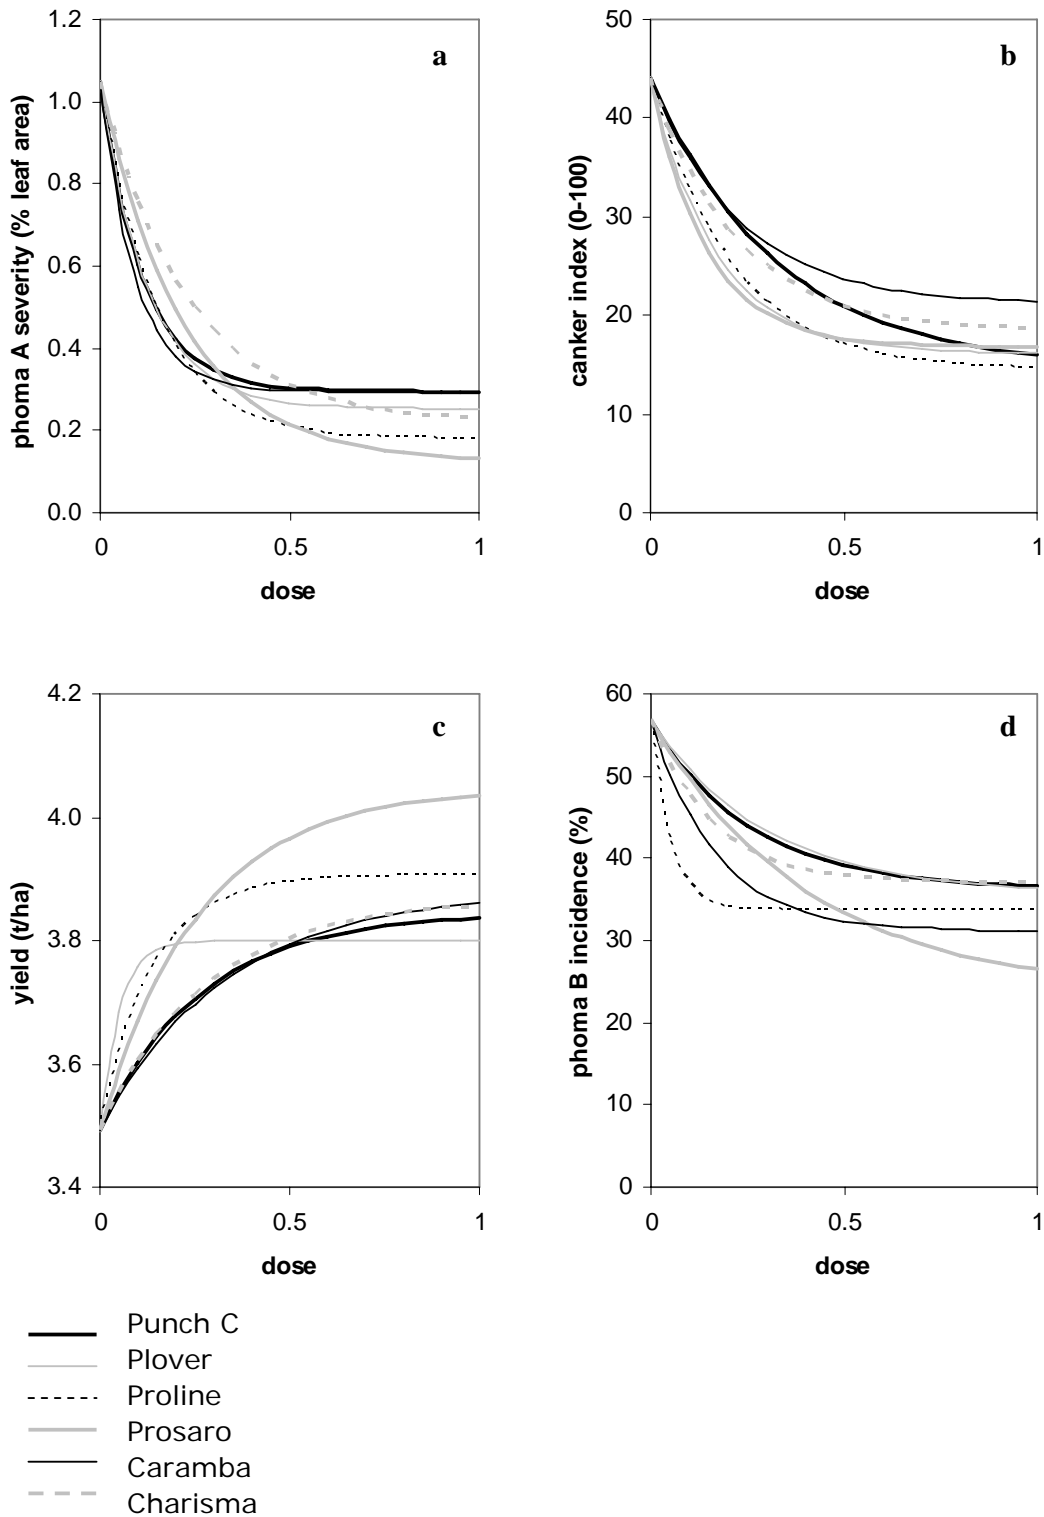 a
phoma A severity (% leaf area)
1.2
1.0
0.8
0.6
0.4
0.2
0.0
0 0.5 1
dose
b
canker index (0-100)
50
40
30
20
10
0
0 0.5 1
dose
c
yield (t/ha)
4.2
4.0
3.8
3.6
3.4
0 0.5 1
dose
d
phoma B incidence (%)
60
50
40
30
20
10
0
0 0.5 1
dose
Punch C
Plover
Proline
Prosaro
Caramba
Charisma